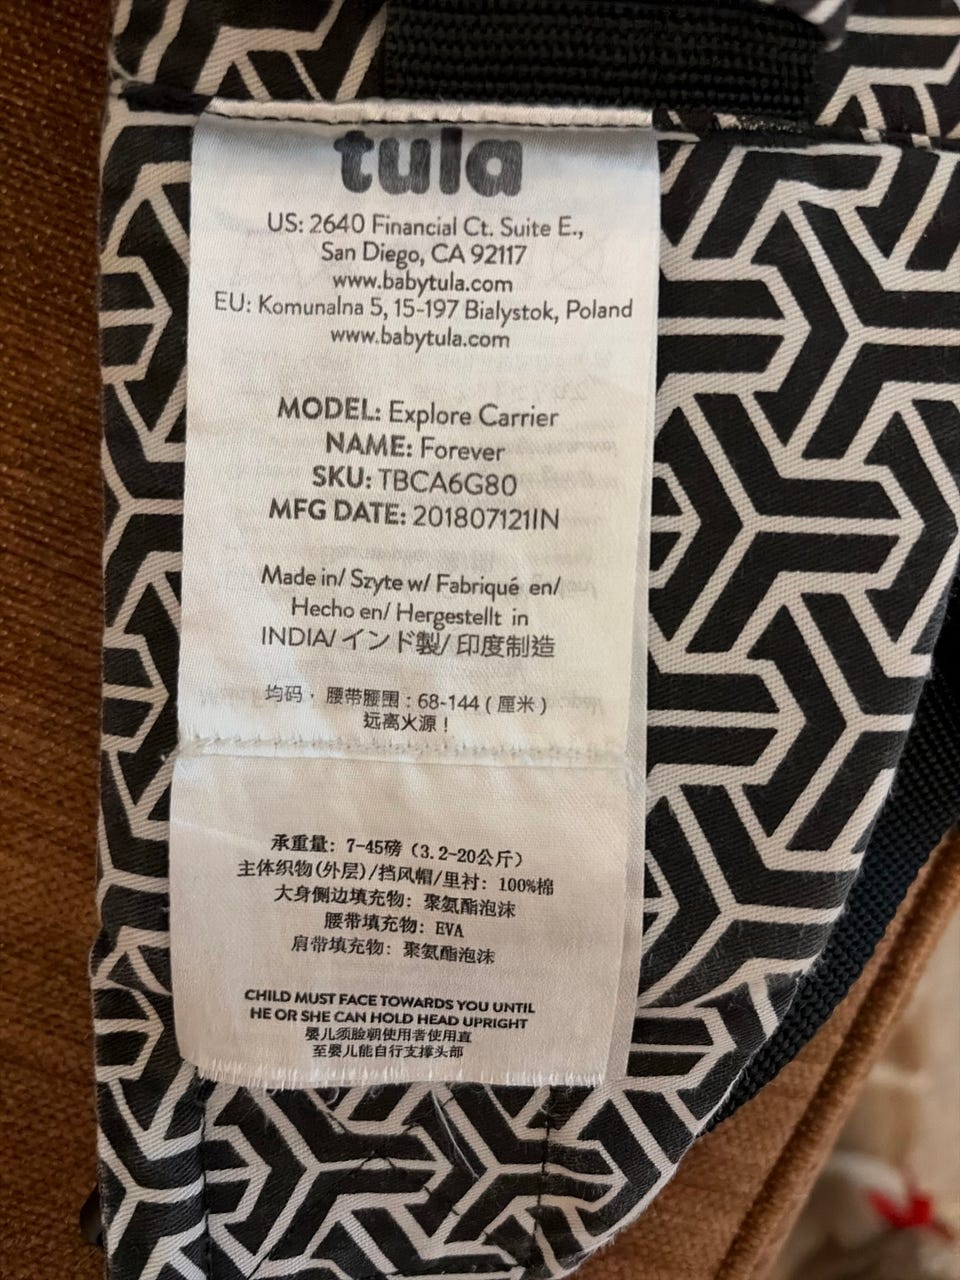 tula
US: 2640 Financial Ct. Suite E.,
San Diego, CA 92117
www.babytula.com
EU: Komunalna 5, 15-197 Bialystok, Poland
www.babytula.com
MODEL: Explore Carrier
NAME: Forever
SKU: TBCA6G80
MFG DATE: 201807121IN
Made in/ Szyte w/ Fabriqué en/
Hecho en/ Hergestellt in
INDIA/インド製/印度制造
均码，腰带腰围：68-144（厘米）
远离火源！
承重量: 7-45磅（3.2-20公斤）
主体织物(外层)/挡风帽/里衬: 100%棉
大身侧边填充物: 聚氨酯泡沫
腰带填充物: EVA
肩带填充物: 聚氨酯泡沫
CHILD MUST FACE TOWARDS YOU UNTIL
HE OR SHE CAN HOLD HEAD UPRIGHT
婴儿须脸朝使用者使用直
至婴儿能自行支撑头部